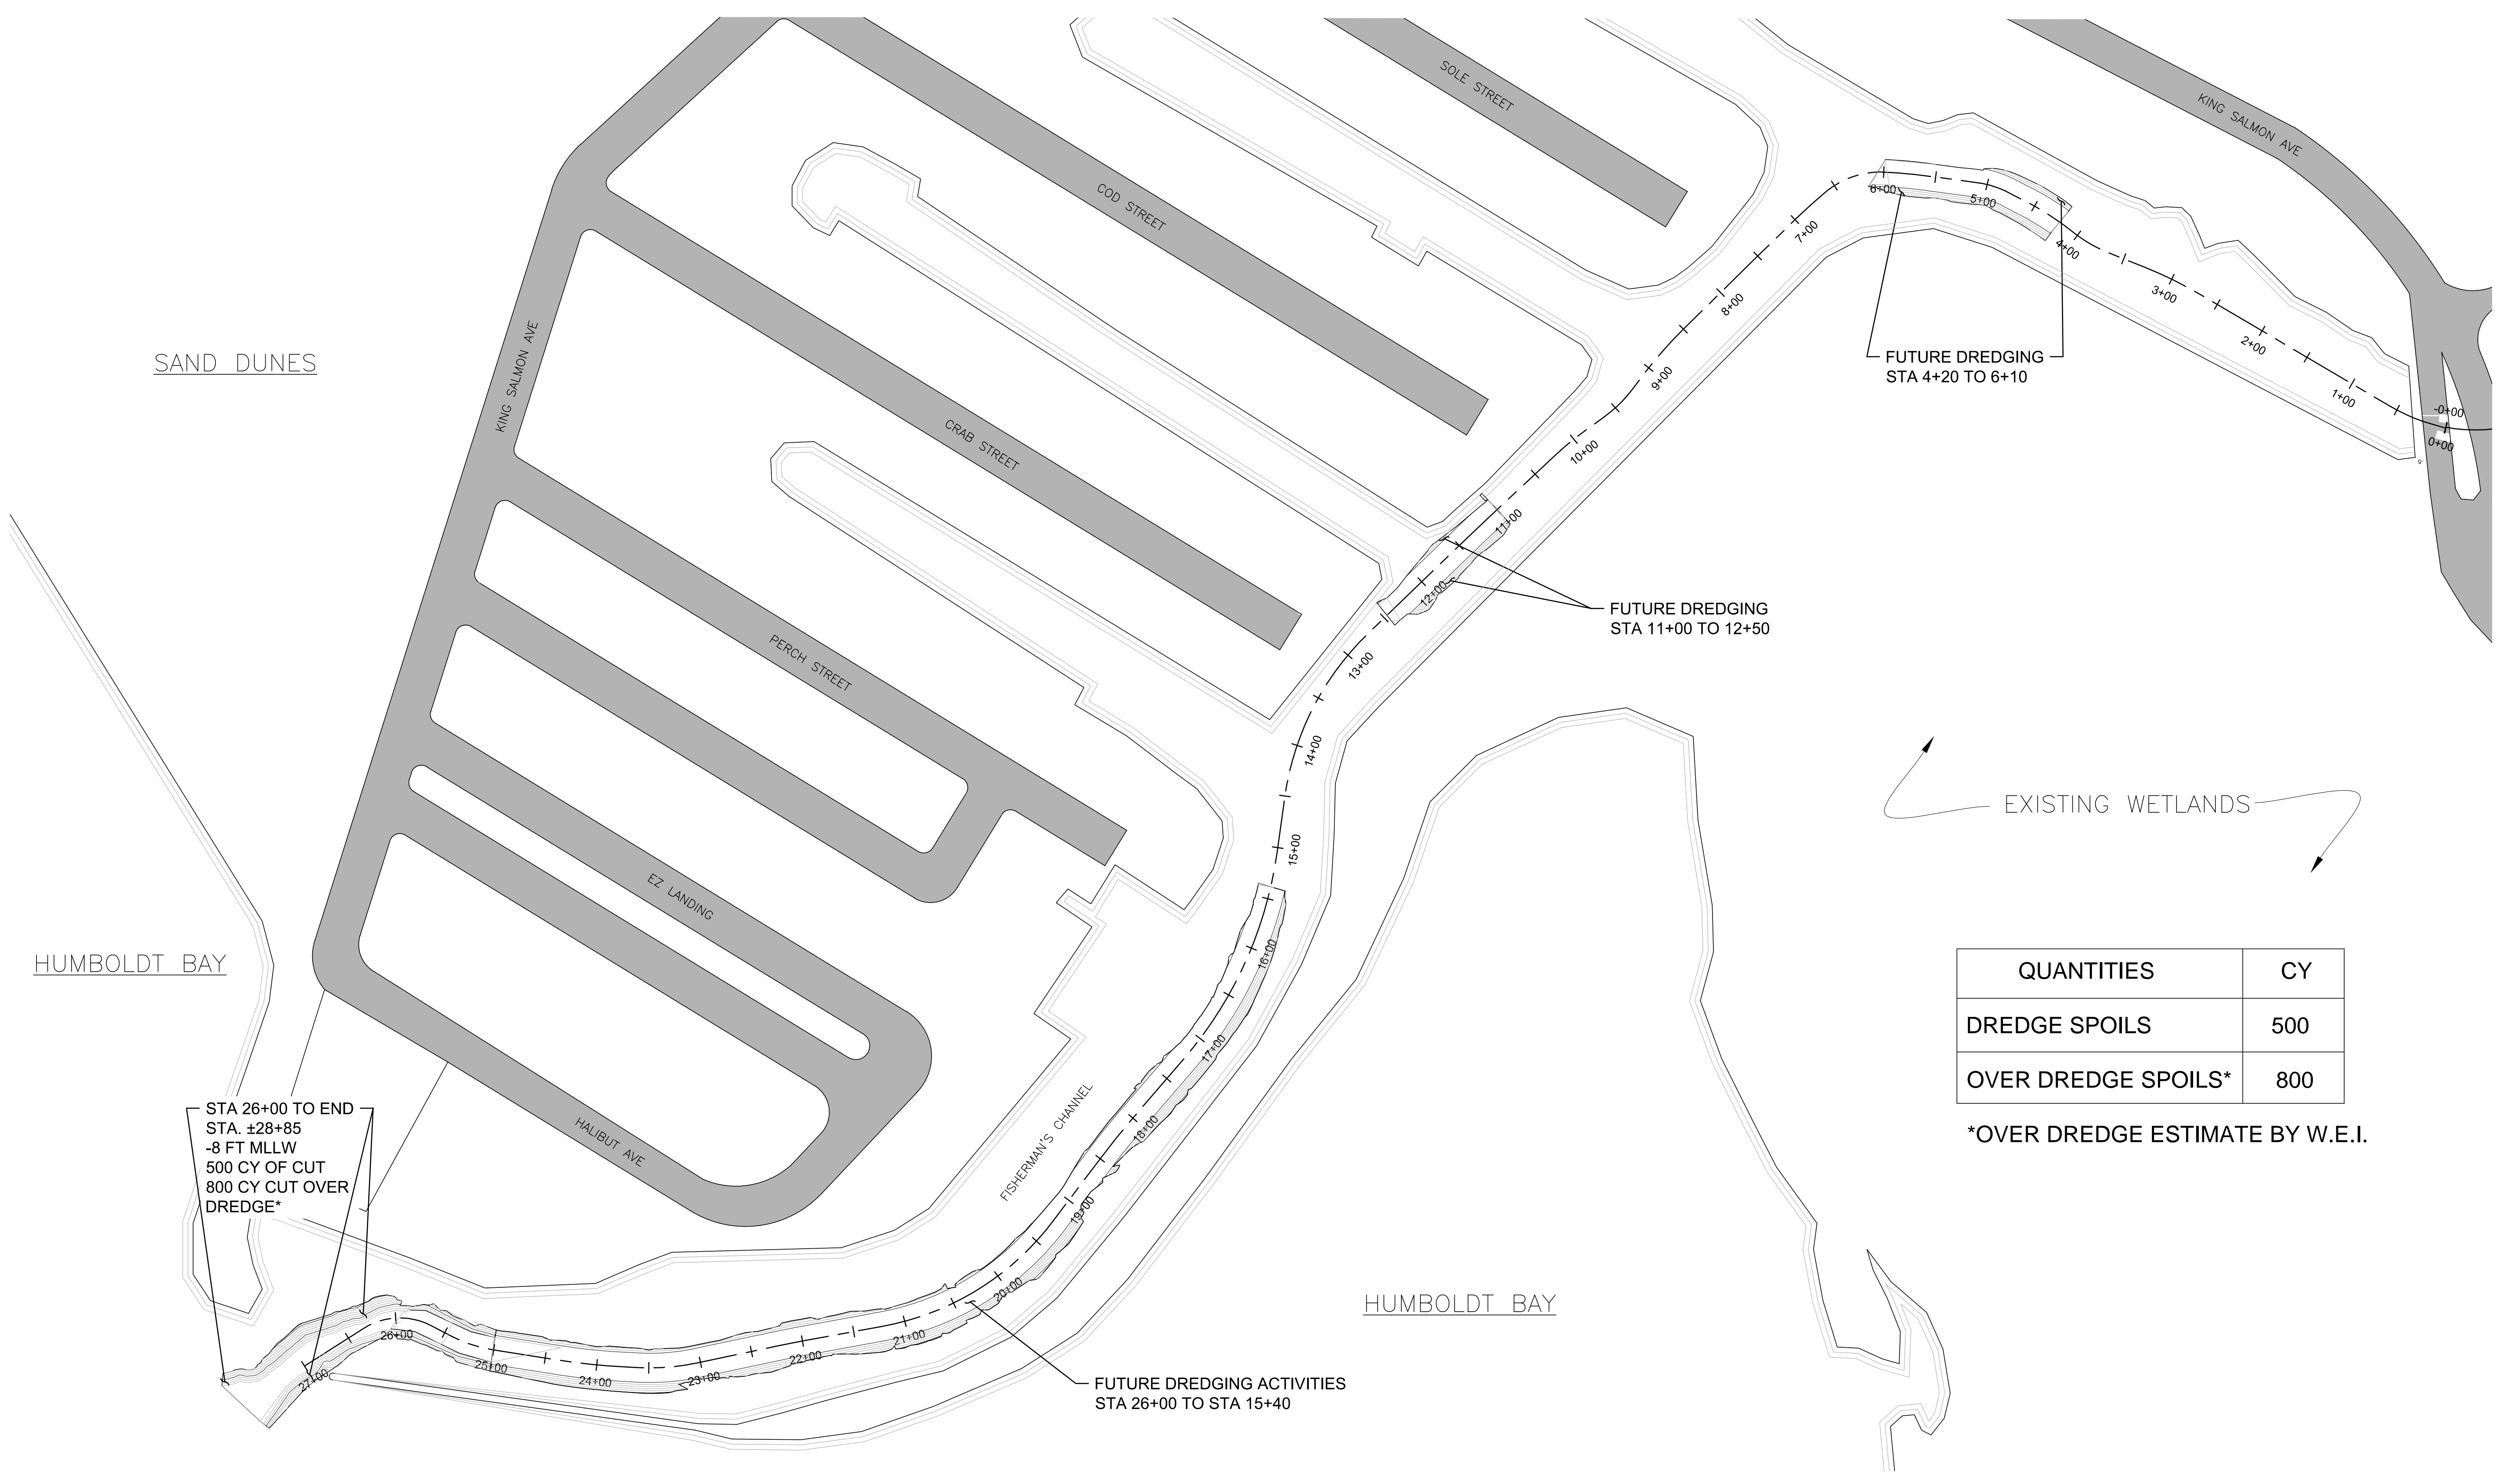 SOLE STREET
KING SALMON AVE
COD STREET
6+00
5+00
4+00
7+00
3+00
8+00
2+00
SAND DUNES
KING SALMON AVE
FUTURE DREDGING
STA 4+20 TO 6+10
9+00
1+00
-0+00
0+00
CRAB STREET
10+00
11+00
12+00
FUTURE DREDGING
STA 11+00 TO 12+50
PERCH STREET
13+00
14+00
EXISTING WETLANDS
15+00
EZ LANDING
HUMBOLDT BAY
16+00
QUANTITIES CY
DREDGE SPOILS 500
OVER DREDGE SPOILS* 800
*OVER DREDGE ESTIMATE BY W.E.I.
17+00
STA 26+00 TO END
STA. ±28+85
-8 FT MLLW
500 CY OF CUT
800 CY CUT OVER
DREDGE*
HALIBUT AVE
FISHERMAN'S CHANNEL
18+00
19+00
20+00
HUMBOLDT BAY
21+00
22+00
23+00
24+00
25+00
26+00
27+00
FUTURE DREDGING ACTIVITIES
STA 26+00 TO STA 15+40